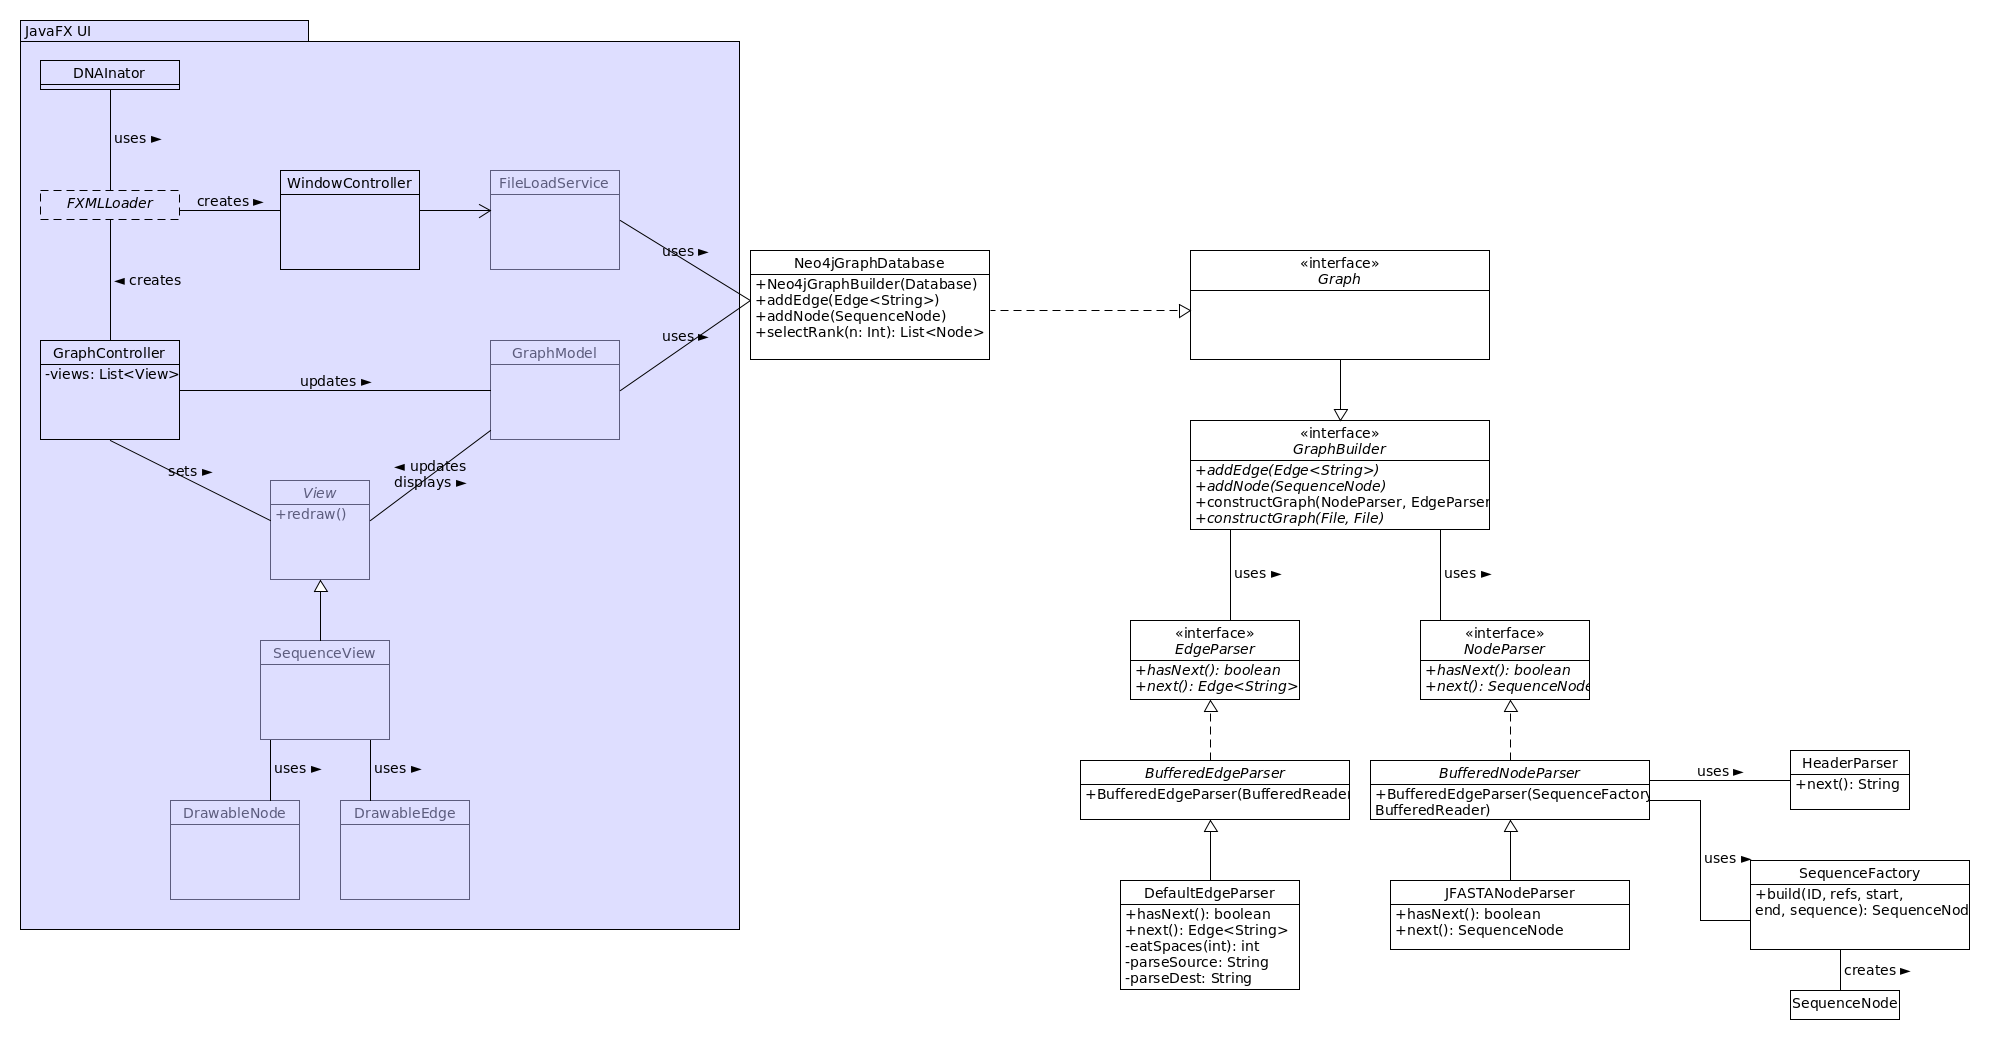 JavaFX UI
DNAInator
uses ►
FXMLLoader
creates ►
WindowController
FileLoadService
◄ creates
uses ►
Neo4jGraphDatabase
+Neo4jGraphBuilder(Database)
+addEdge(Edge<String>)
+addNode(SequenceNode)
+selectRank(n: Int): List<Node>
«interface»
Graph
GraphController
-views: List<View>
updates ►
GraphModel
uses ►
sets ►
◄ updates
displays ►
View
+redraw()
«interface»
GraphBuilder
+addEdge(Edge<String>)
+addNode(SequenceNode)
+constructGraph(NodeParser, EdgeParser
+constructGraph(File, File)
uses ►
uses ►
SequenceView
«interface»
EdgeParser
+hasNext(): boolean
+next(): Edge<String>
«interface»
NodeParser
+hasNext(): boolean
+next(): SequenceNode
uses ►
uses ►
DrawableNode
DrawableEdge
BufferedEdgeParser
+BufferedEdgeParser(BufferedReader
BufferedNodeParser
+BufferedEdgeParser(SequenceFactory
BufferedReader)
uses ►
HeaderParser
+next(): String
uses ►
DefaultEdgeParser
+hasNext(): boolean
+next(): Edge<String>
-eatSpaces(int): int
-parseSource: String
-parseDest: String
JFASTANodeParser
+hasNext(): boolean
+next(): SequenceNode
SequenceFactory
+build(ID, refs, start,
end, sequence): SequenceNod
creates ►
SequenceNode